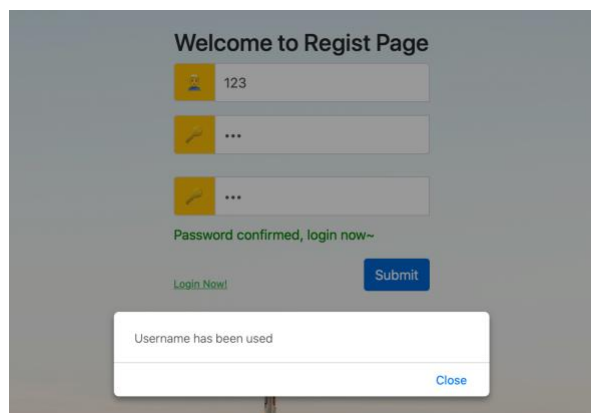 Welcome to Regist Page
123
•••
•••
Password confirmed, login now~
Login Now!
Submit
Username has been used
Close